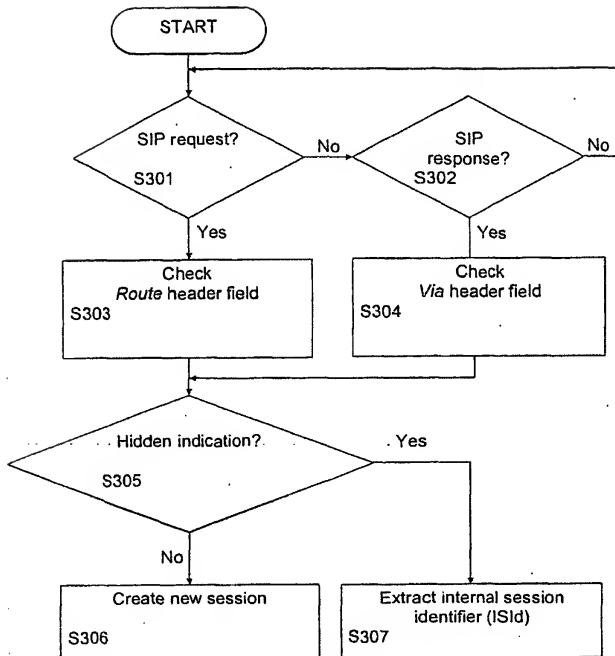 START
SIP request?
S301
No
SIP
response?
S302
No
Yes
Yes
Check
Route header field
S303
Check
Via header field
S304
Hidden indication?
S305
Yes
No
Create new session
S306
Extract internal session
identifier (ISId)
S307